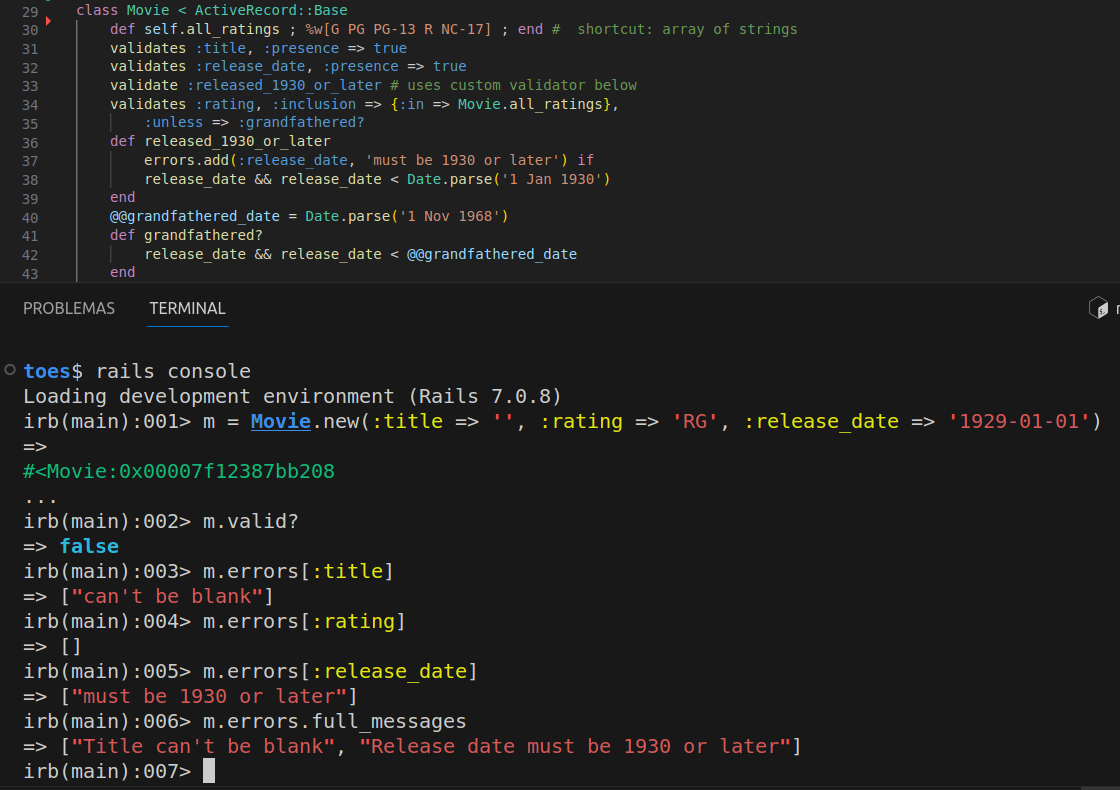 29 class Movie < ActiveRecord::Base
30 def self.all_ratings ; %w[G PG PG-13 R NC-17] ; end #  shortcut: array of strings
31 validates :title, :presence => true
32 validates :release_date, :presence => true
33 validate :released_1930_or_later # uses custom validator below
34 validates :rating, :inclusion => {:in => Movie.all_ratings},
35 :unless => :grandfathered?
36 def released_1930_or_later
37 errors.add(:release_date, 'must be 1930 or later') if
38 release_date && release_date < Date.parse('1 Jan 1930')
39 end
40 @@grandfathered_date = Date.parse('1 Nov 1968')
41 def grandfathered?
42 release_date && release_date < @@grandfathered_date
43 end
PROBLEMAS TERMINAL
toes$ rails console
Loading development environment (Rails 7.0.8)
irb(main):001> m = Movie.new(:title => '', :rating => 'RG', :release_date => '1929-01-01')
=>
#<Movie:0x00007f12387bb208
...
irb(main):002> m.valid?
=> false
irb(main):003> m.errors[:title]
=> ["can't be blank"]
irb(main):004> m.errors[:rating]
=> []
irb(main):005> m.errors[:release_date]
=> ["must be 1930 or later"]
irb(main):006> m.errors.full_messages
=> ["Title can't be blank", "Release date must be 1930 or later"]
irb(main):007>